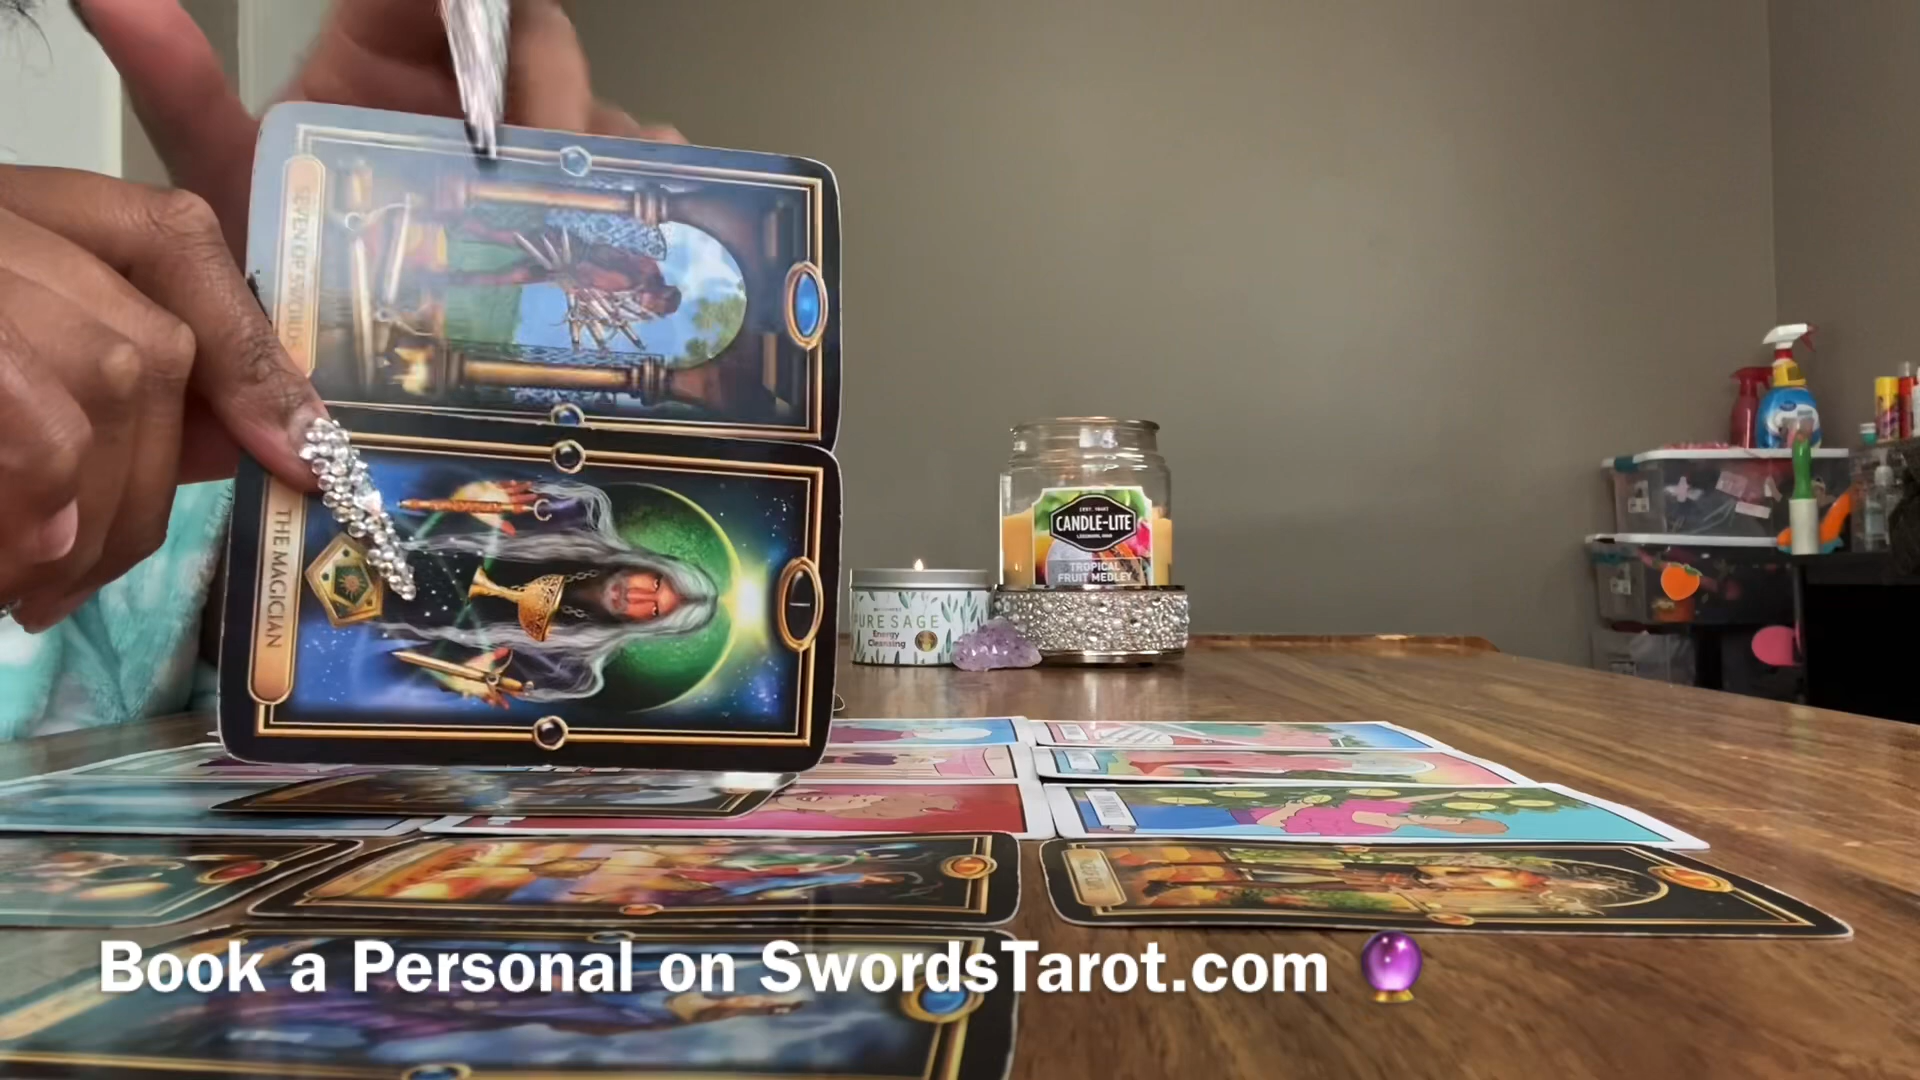 SEVEN OF SWORDS
THE MAGICIAN
CANDLE-LITE
TROPICAL
FRUIT MEDLEY
PURE SAGE
Energy
Cleansing
Book a Personal on SwordsTarot.com